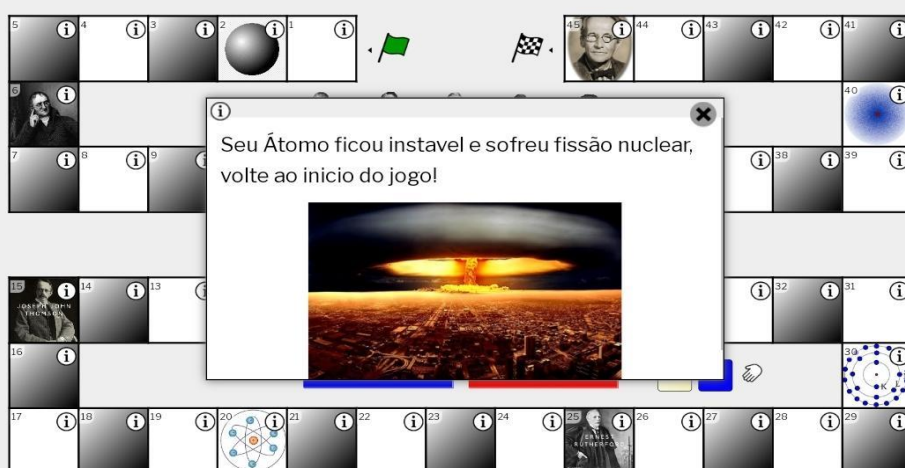 5 4 3 2 1 45 44 43 42 41
6 40
Seu Átomo ficou instavel e sofreu fissão nuclear,
volte ao inicio do jogo!
7 8 9 38 39
15 14 13 32 31
JOSEPH JOHN
THOMSON
16 30
K L
17 18 19 20 21 22 23 24 25 26 27 28 29
ERNEST
RUTHERFORD